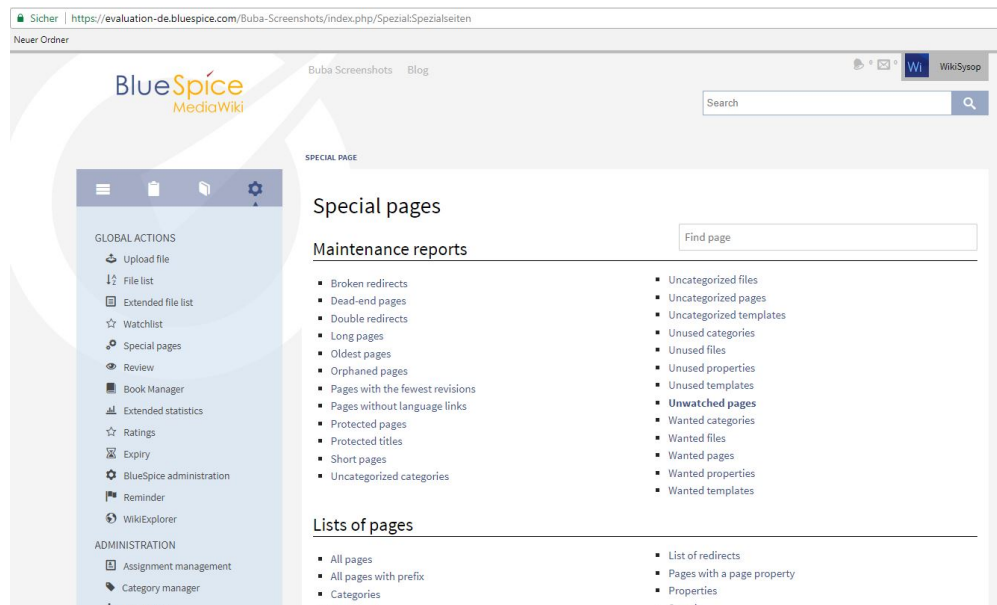 Sicher https://evaluation-de.bluespice.com/Buba-Screenshots/index.php/Spezial:Spezialseiten
Neuer Ordner
BlueSpice
MediaWiki
Buba Screenshots Blog
Wi WikiSysop
Search
SPECIAL PAGE
GLOBAL ACTIONS
Upload file
File list
Extended file list
Watchlist
Special pages
Review
Book Manager
Extended statistics
Ratings
Expiry
BlueSpice administration
Reminder
WikiExplorer
ADMINISTRATION
Assignment management
Category manager
Special pages
Find page
Maintenance reports
Broken redirects
Dead-end pages
Double redirects
Long pages
Oldest pages
Orphaned pages
Pages with the fewest revisions
Pages without language links
Protected pages
Protected titles
Short pages
Uncategorized categories
Uncategorized files
Uncategorized pages
Uncategorized templates
Unused categories
Unused files
Unused properties
Unused templates
Unwatched pages
Wanted categories
Wanted files
Wanted pages
Wanted properties
Wanted templates
Lists of pages
All pages
All pages with prefix
Categories
List of redirects
Pages with a page property
Properties